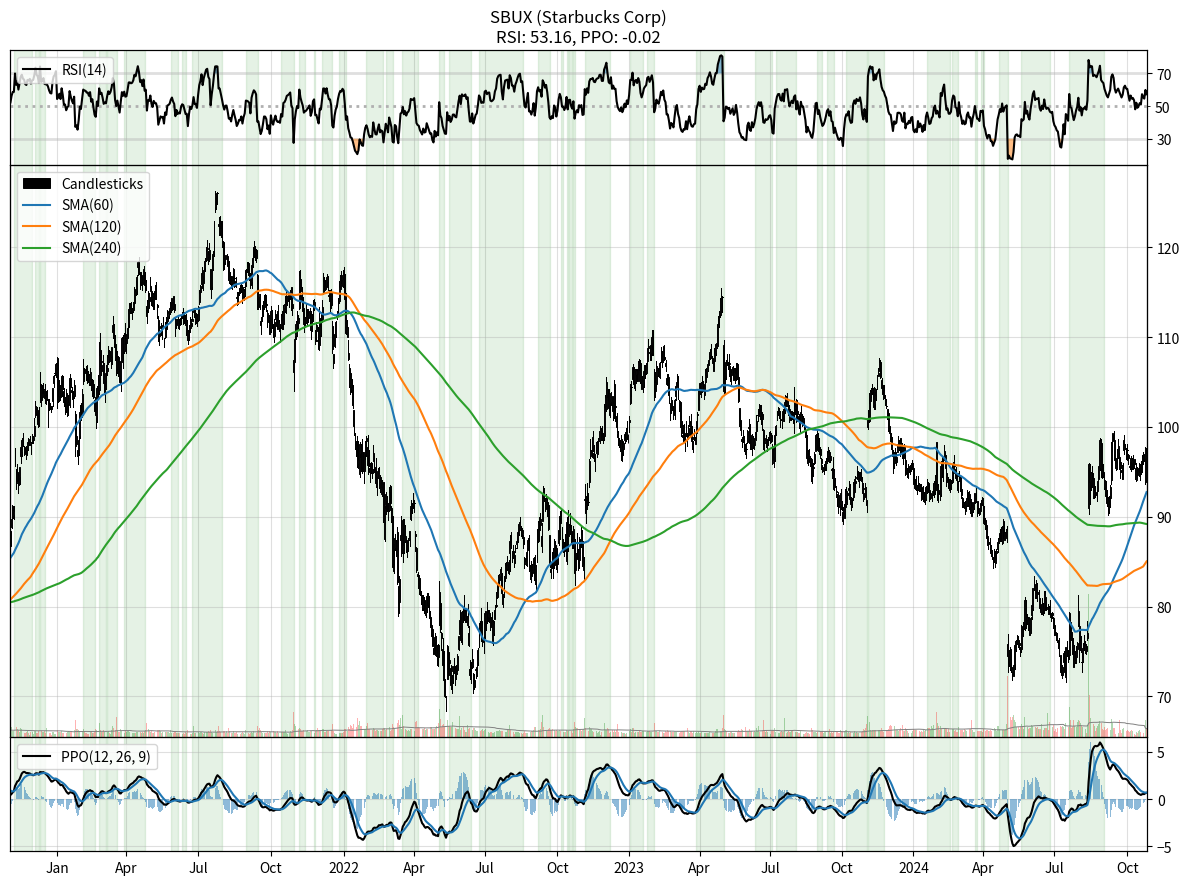 SBUX (Starbucks Corp)
RSI: 53.16, PPO: -0.02
RSI(14)
70
50
30
Candlesticks
SMA(60)
SMA(120)
SMA(240)
120
110
100
90
80
70
PPO(12, 26, 9)
5
0
−5
Jan Apr Jul Oct 2022 Apr Jul Oct 2023 Apr Jul Oct 2024 Apr Jul Oct